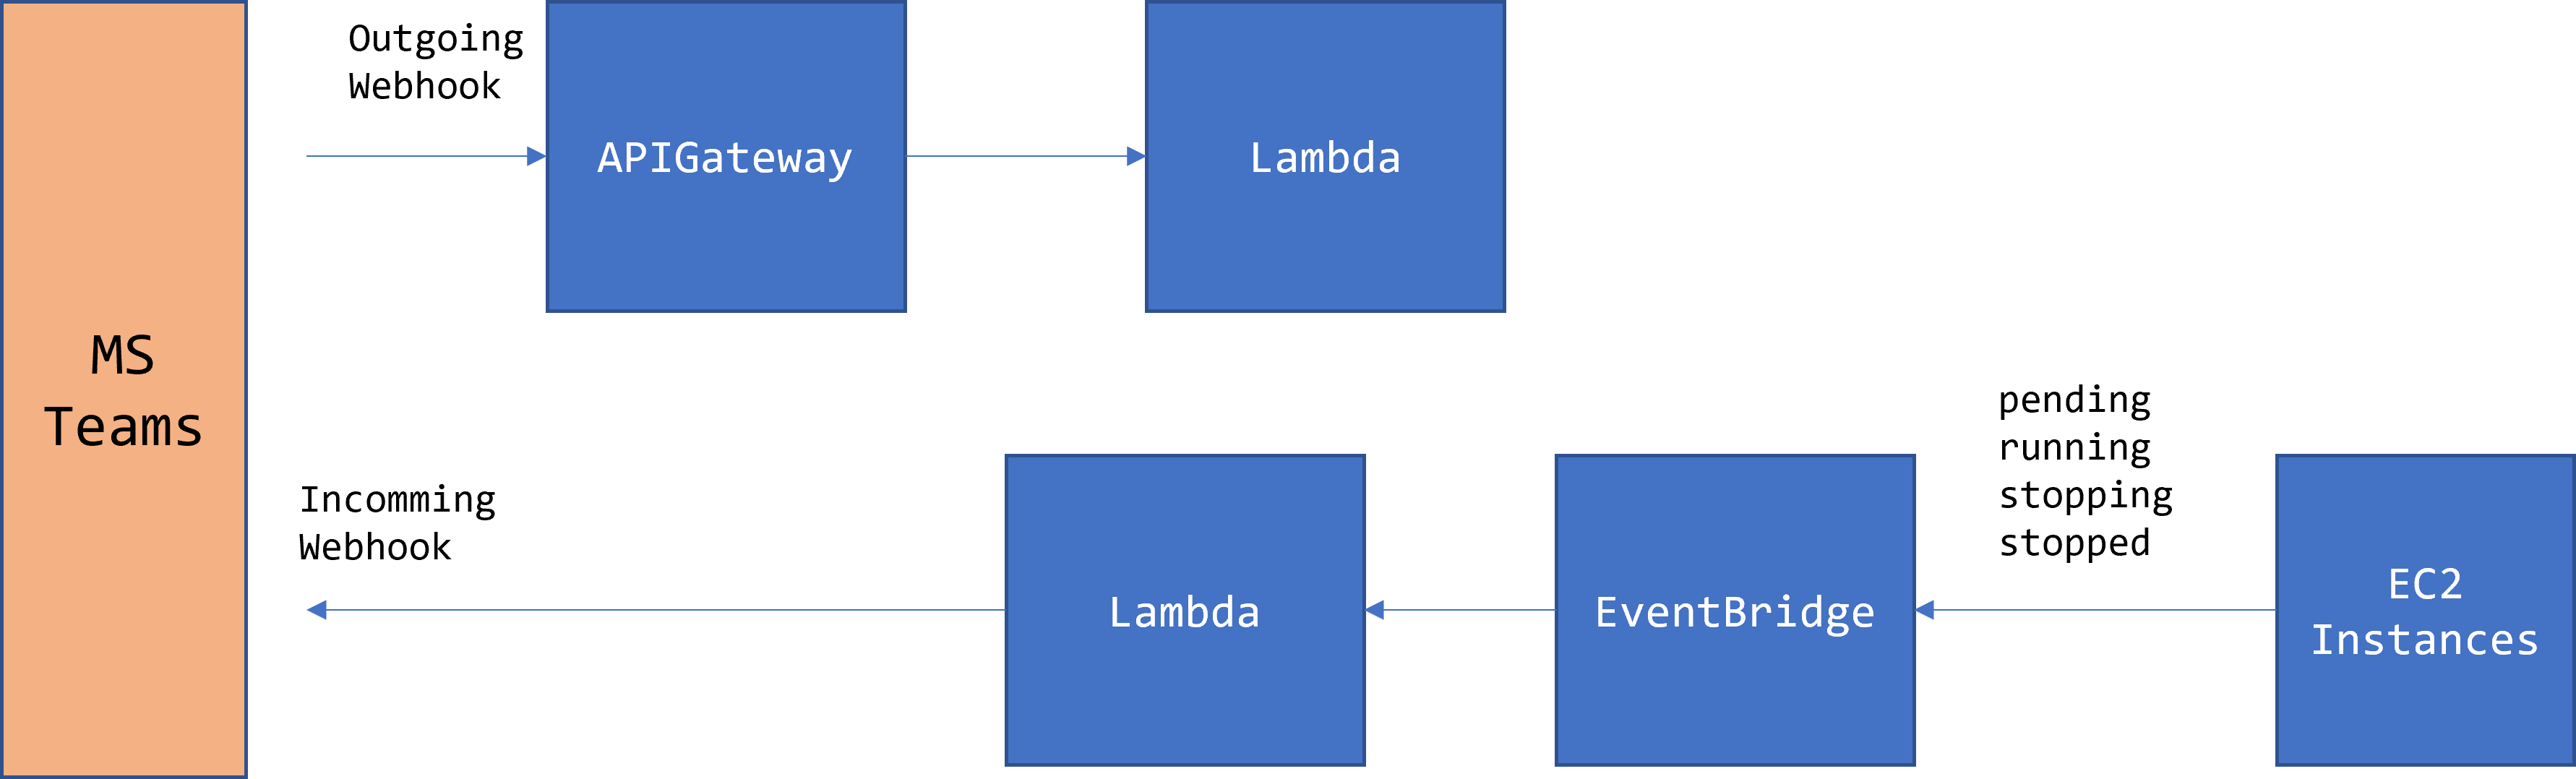 MS
Teams
Outgoing
Webhook
APIGateway
Lambda
Incomming
Webhook
Lambda
EventBridge
pending
running
stopping
stopped
EC2
Instances